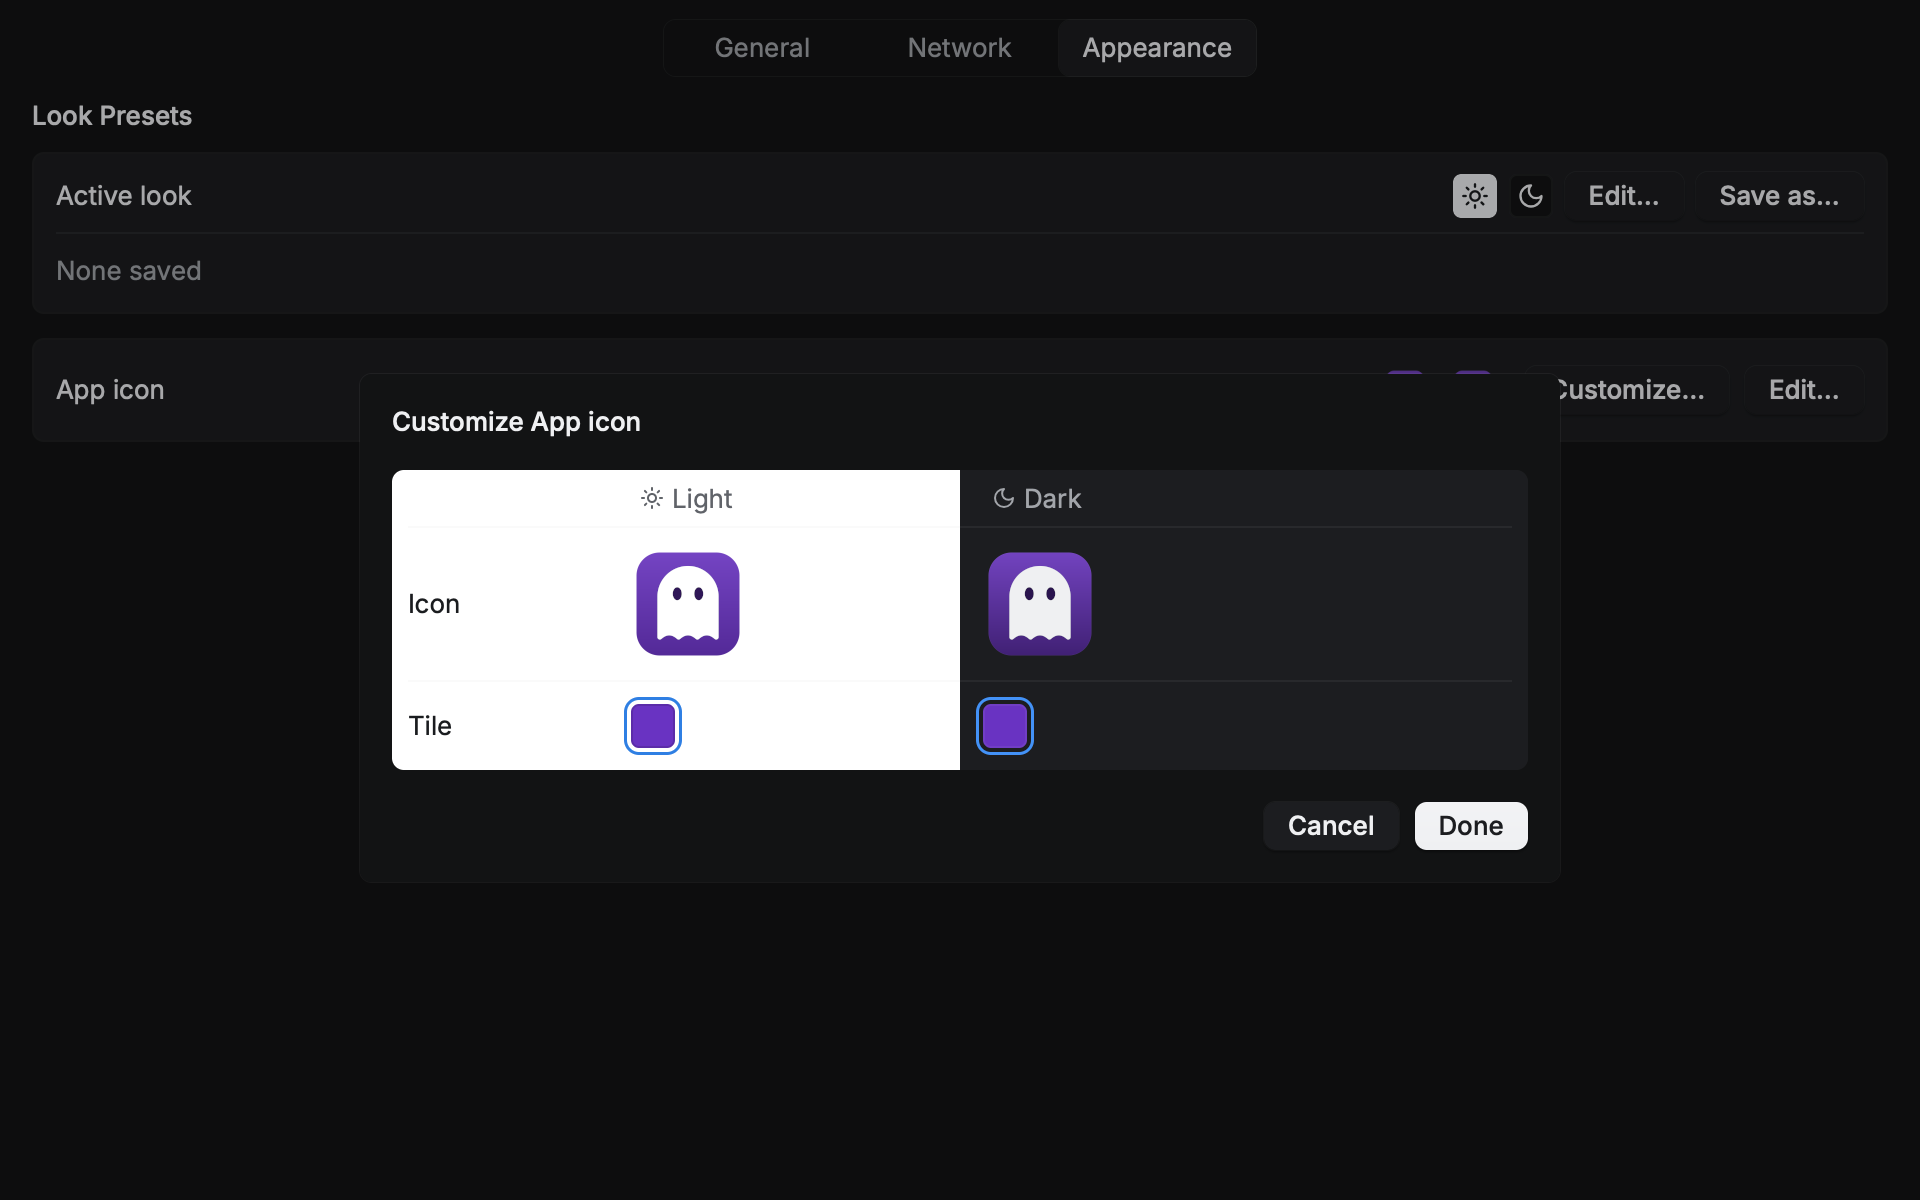 General Network Appearance
Look Presets
Active look Edit... Save as...
None saved
App icon Customize... Edit...
Customize App icon
Light Dark
Icon
Tile
Cancel Done